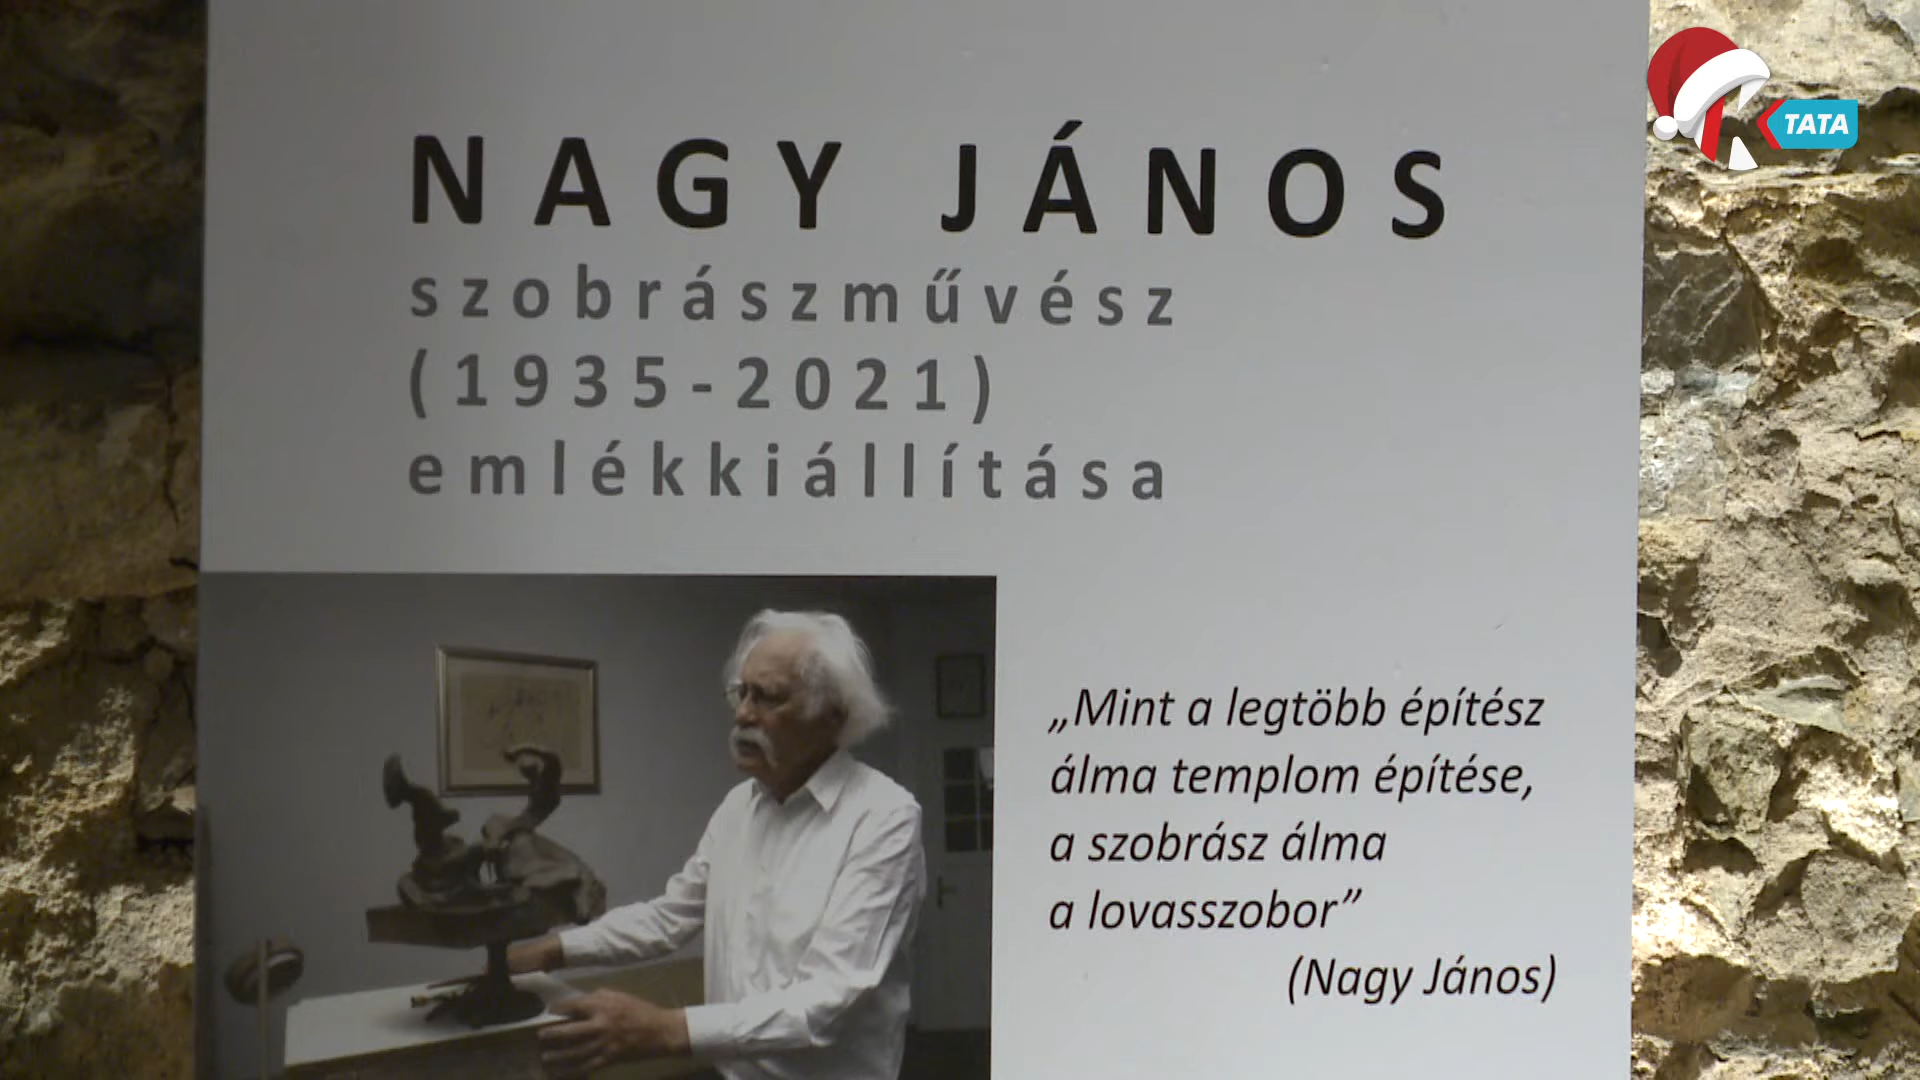 NAGY JÁNOS
szobrászművész
(1935-2021)
emlékkiállítása
„Mint a legtöbb építész
álma templom építése,
a szobrász álma
a lovasszobor”
(Nagy János)
K TATA